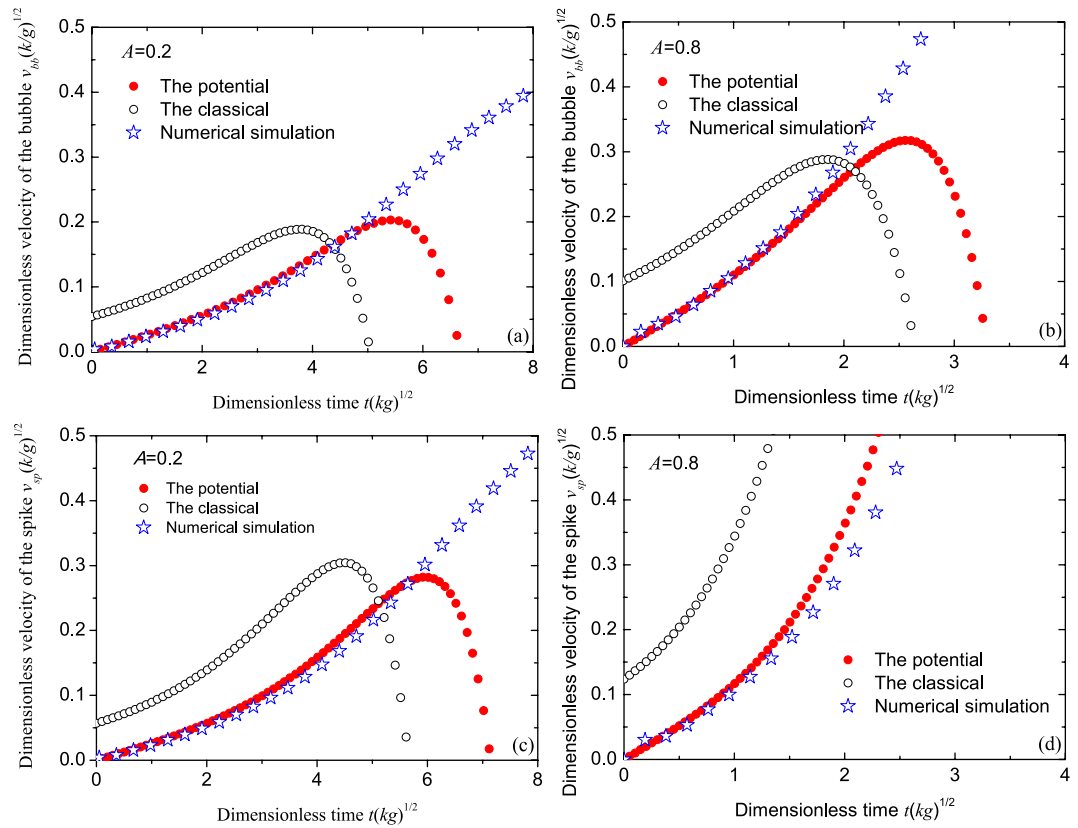 Dimensionless velocity of the bubble v_bb(k/g)^1/2
0.5
0.4
0.3
0.2
0.1
0.0
A=0.2
The potential
The classical
Numerical simulation
(a)
0 2 4 6 8
Dimensionless time t(kg)^1/2
Dimensionless velocity of the bubble v_bb(k/g)^1/2
0.5
0.4
0.3
0.2
0.1
0.0
A=0.8
The potential
The classical
Numerical simulation
(b)
0 1 2 3 4
Dimensionless time t(kg)^1/2
Dimensionless velocity of the spike v_sp(k/g)^1/2
0.5
0.4
0.3
0.2
0.1
0.0
A=0.2
The potential
The classical
Numerical simulation
(c)
0 2 4 6 8
Dimensionless time t(kg)^1/2
Dimensionless velocity of the spike v_sp(k/g)^1/2
0.5
0.4
0.3
0.2
0.1
0.0
A=0.8
The potential
The classical
Numerical simulation
(d)
0 1 2 3 4
Dimensionless time t(kg)^1/2